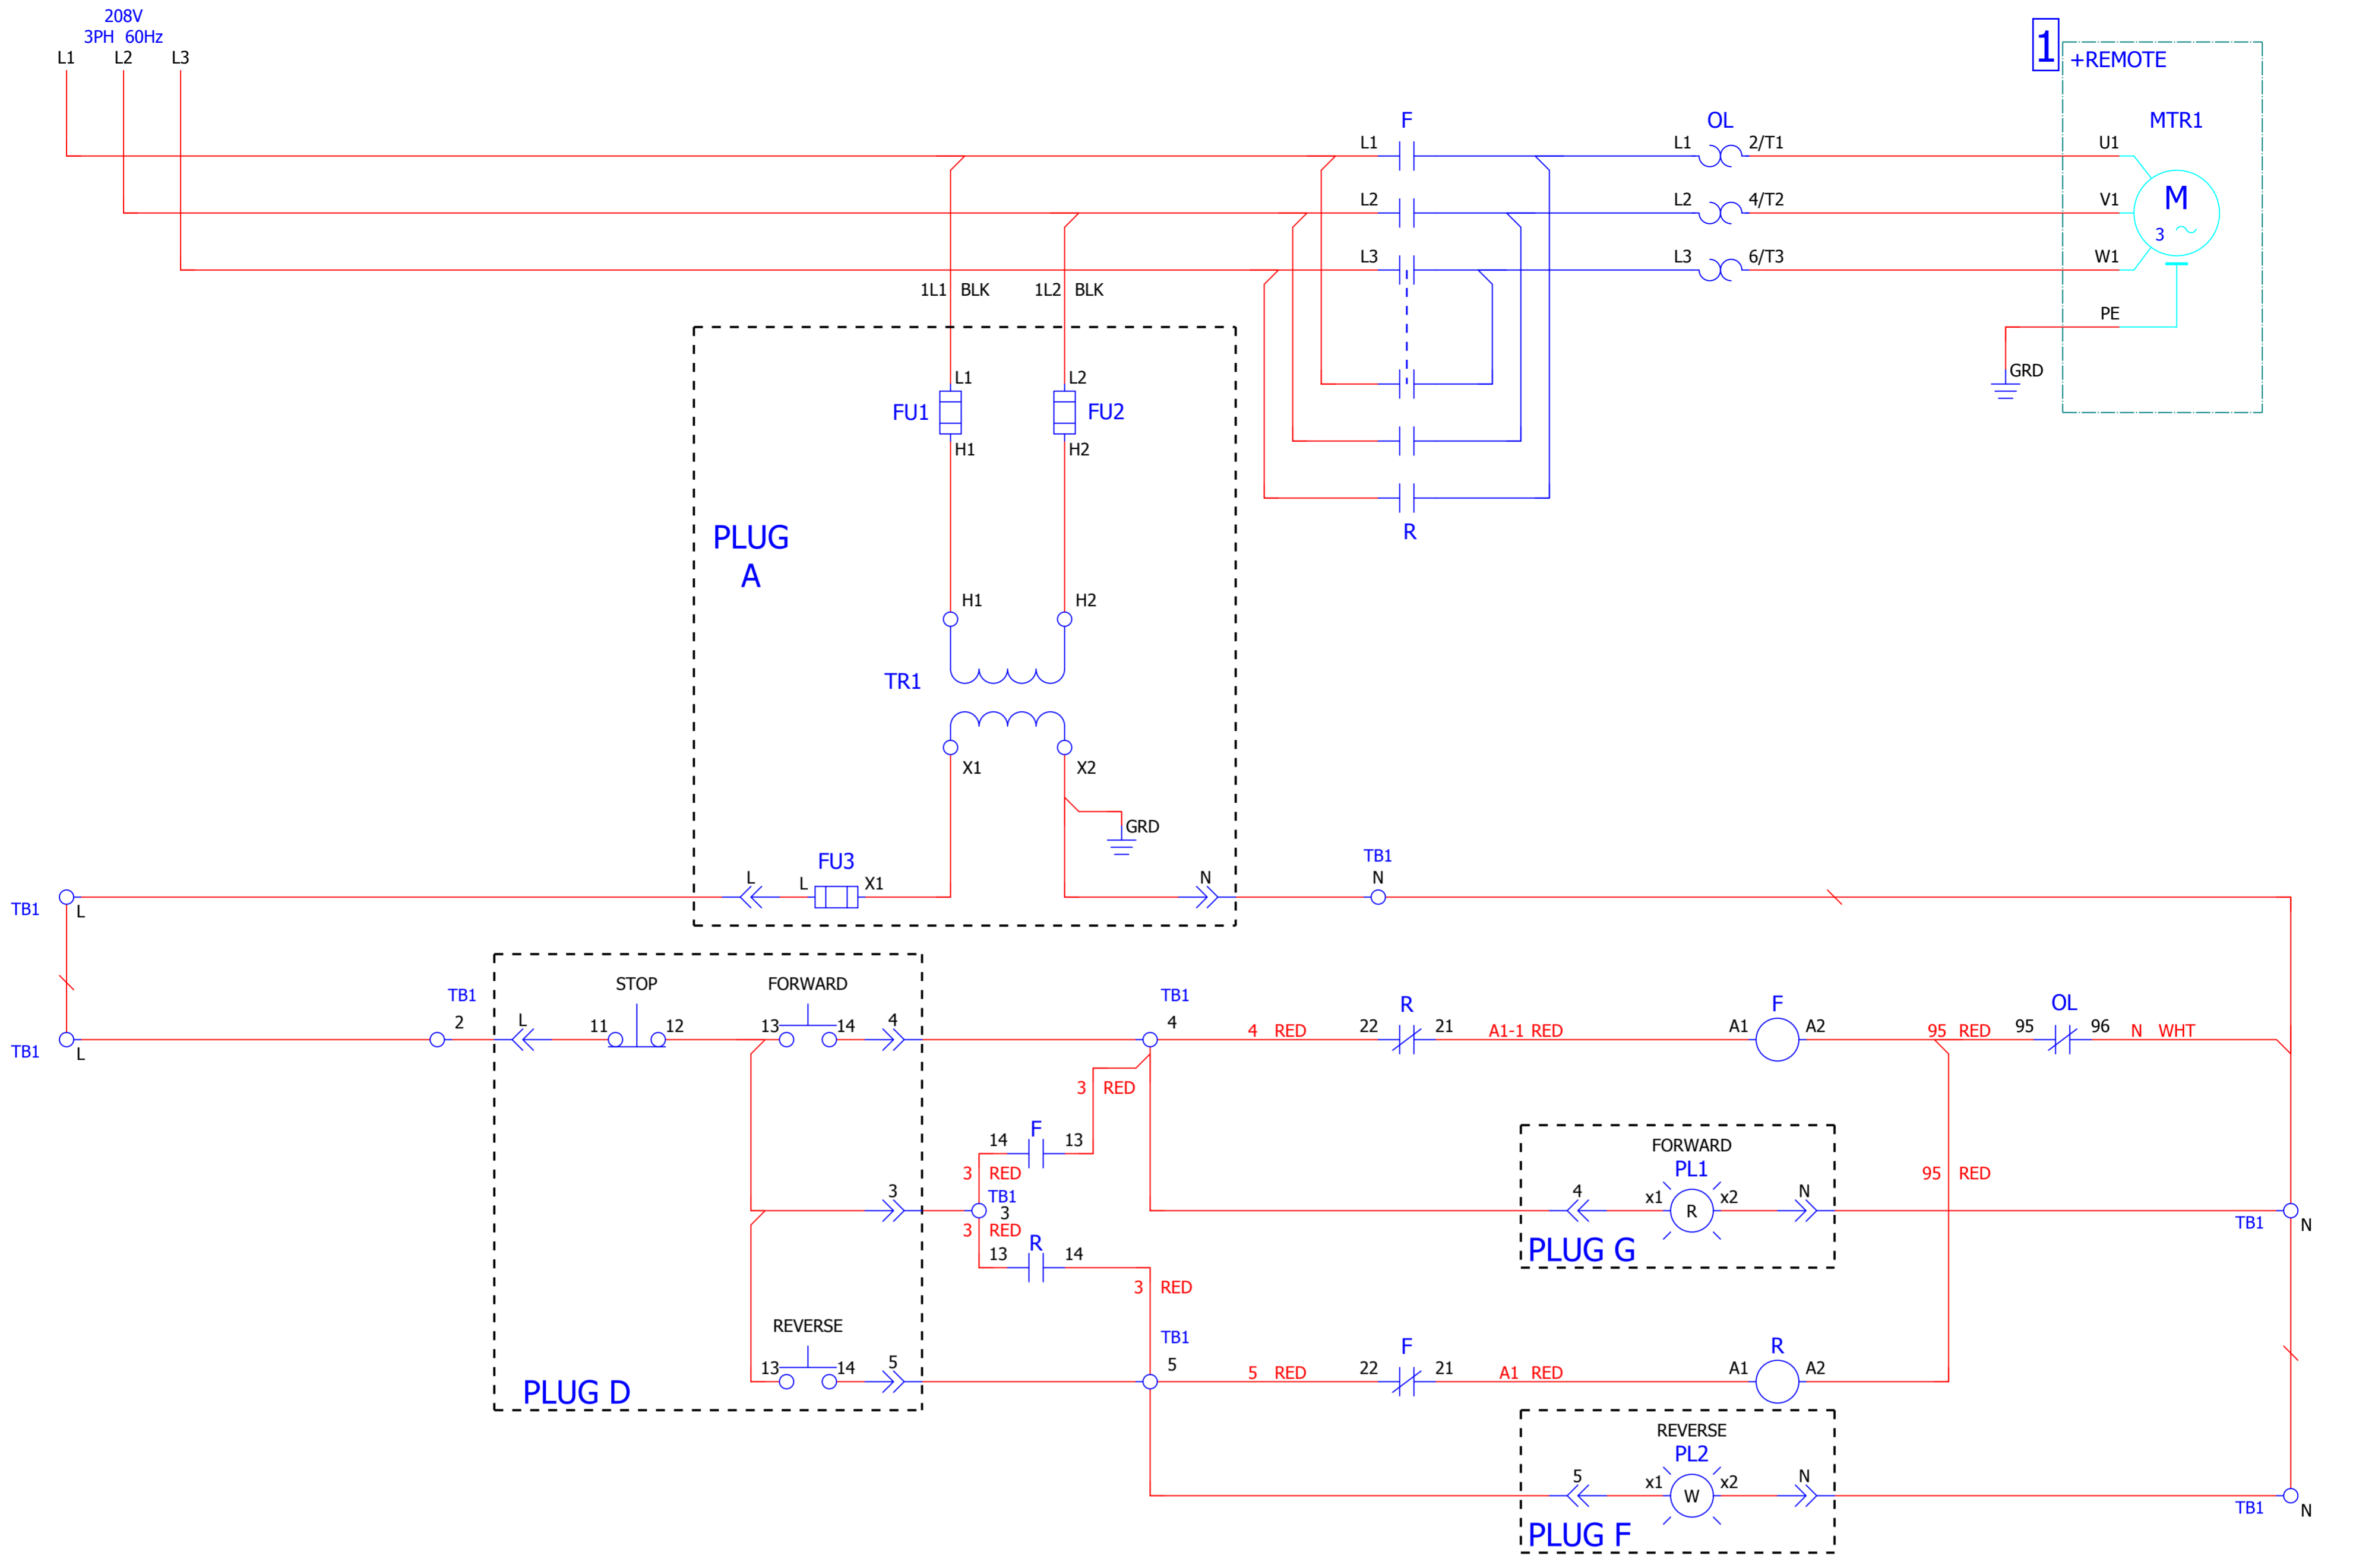 208V
3PH 60Hz
L1 L2 L3
1
+REMOTE
F
OL
MTR1
L1
L1
2/T1
U1
L2
L2
4/T2
V1
M
3
L3
L3
6/T3
W1
1L1 BLK
1L2 BLK
PE
GRD
L1
L2
FU1
FU2
H1
H2
R
PLUG
A
H1
H2
TR1
X1
X2
GRD
FU3
L
L
X1
N
TB1
N
TB1
L
STOP
FORWARD
TB1
2
L
11
12
13
14
4
TB1
4
4 RED
R
22
21
A1-1 RED
F
A1
A2
95 RED
OL
95
96
N WHT
TB1
L
3 RED
F
14
13
3 RED
3
TB1
3
3 RED
R
13
14
3 RED
FORWARD
PL1
4
x1
R
x2
N
PLUG G
95 RED
TB1
N
REVERSE
13
14
5
PLUG D
TB1
5
5 RED
F
22
21
A1 RED
R
A1
A2
REVERSE
PL2
5
x1
W
x2
N
PLUG F
TB1
N